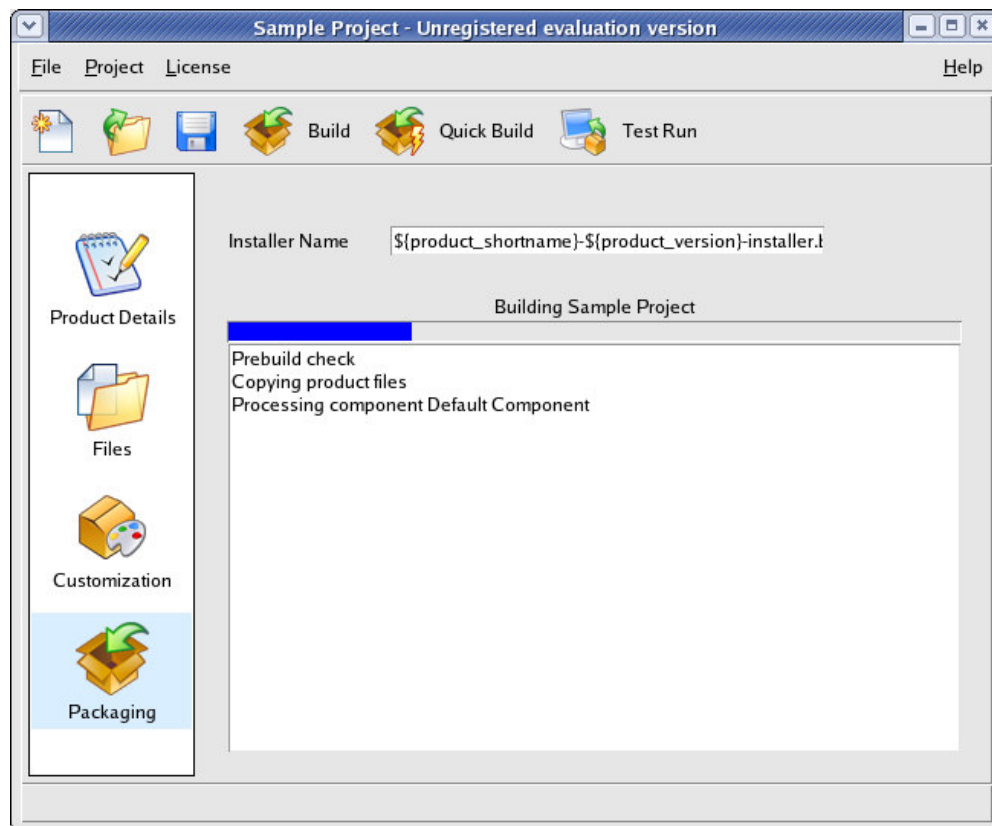 Sample Project - Unregistered evaluation version
File Project License Help
Build Quick Build Test Run
Installer Name ${product_shortname}-${product_version}-installer.
Building Sample Project
Product Details
Prebuild check
Copying product files
Processing component Default Component
Files
Customization
Packaging